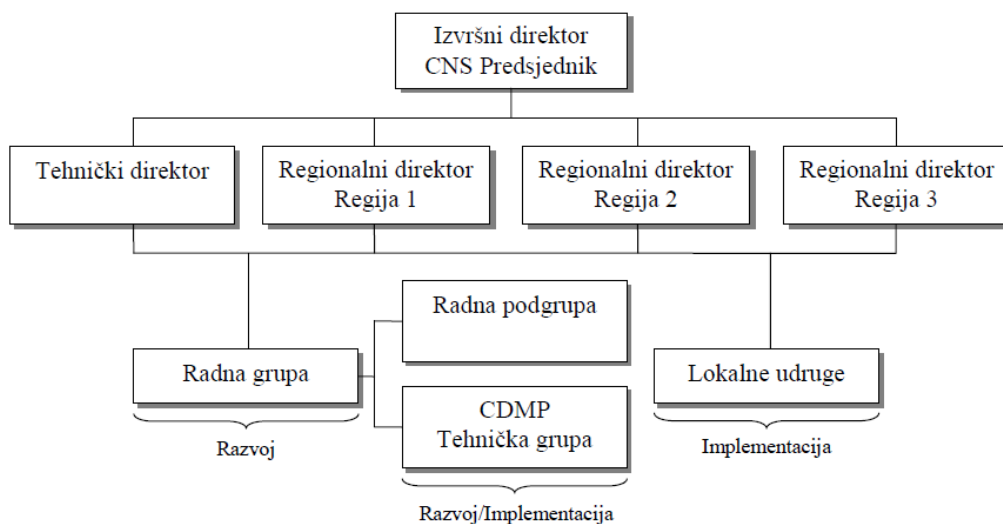 Izvršni direktor
CNS Predsjednik
Tehnički direktor
Regionalni direktor
Regija 1
Regionalni direktor
Regija 2
Regionalni direktor
Regija 3
Radna podgrupa
Radna grupa
Lokalne udruge
CDMP
Tehnička grupa
Razvoj
Implementacija
Razvoj/Implementacija